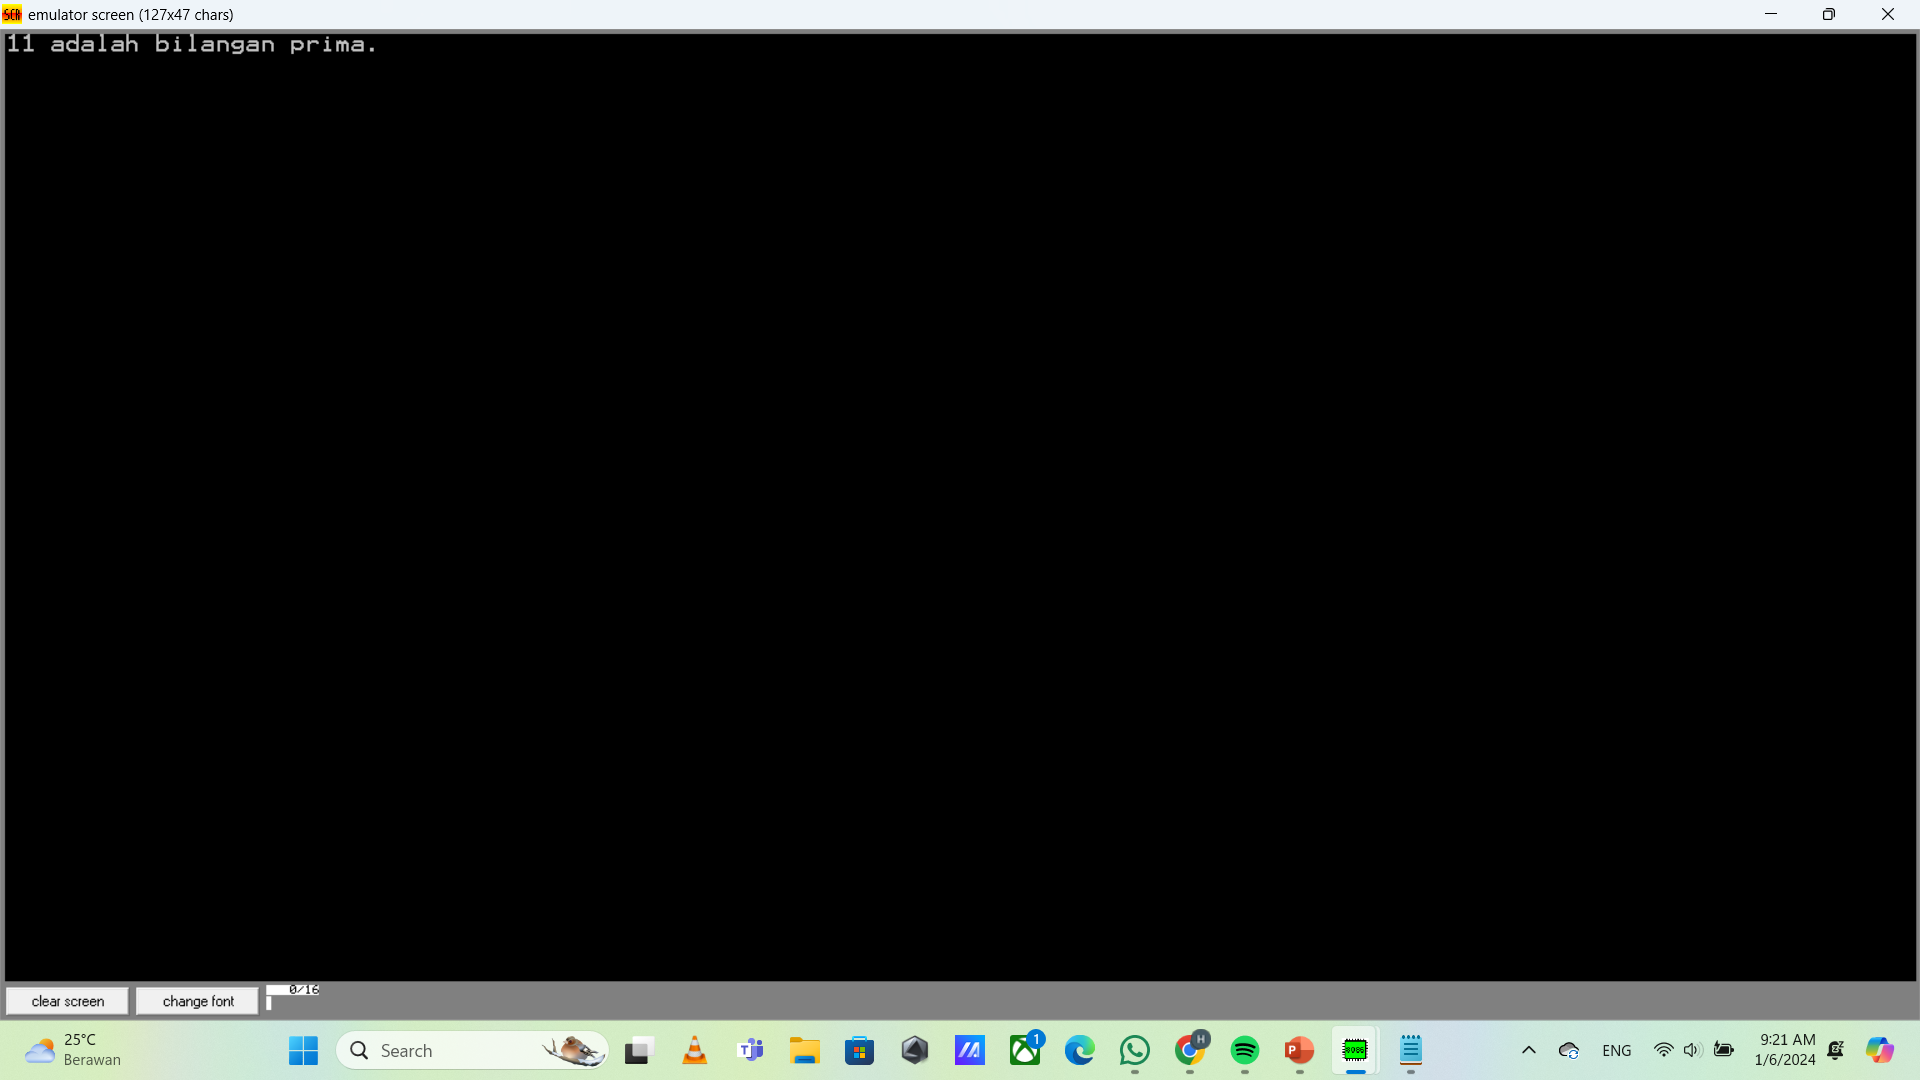 emulator screen (127x47 chars)
11 adalah bilangan prima.
clear screen
change font
0/16
25°C
Berawan
Search
1
H
ENG
9:21 AM
1/6/2024